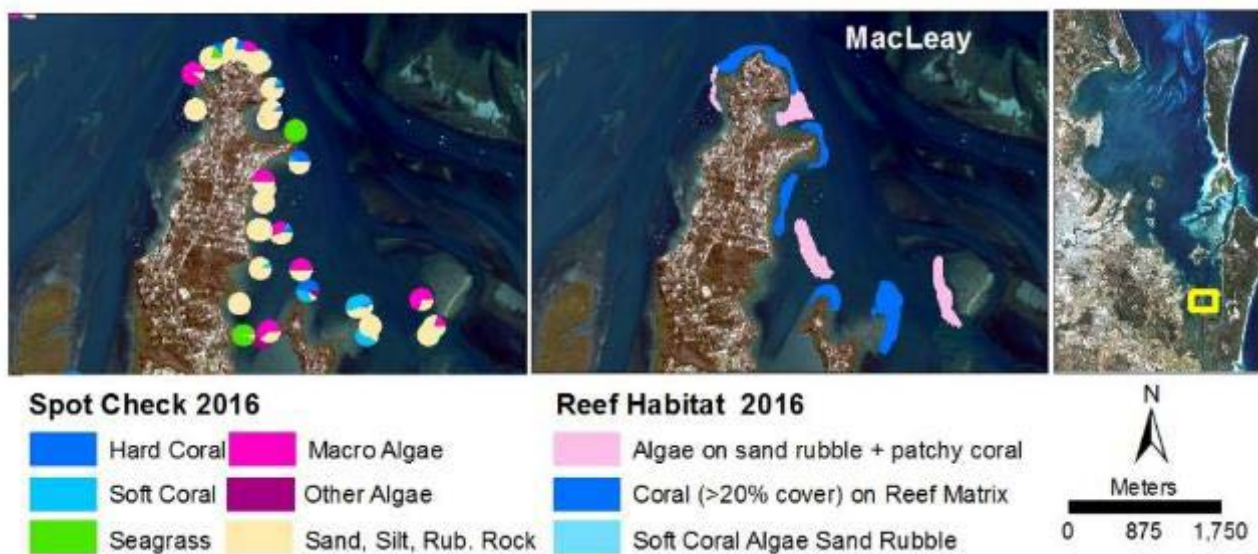 MacLeay
Spot Check 2016
Hard Coral
Macro Algae
Soft Coral
Other Algae
Seagrass
Sand, Silt, Rub. Rock
Reef Habitat 2016
Algae on sand rubble + patchy coral
Coral (>20% cover) on Reef Matrix
Soft Coral Algae Sand Rubble
N
Meters
0 875 1,750